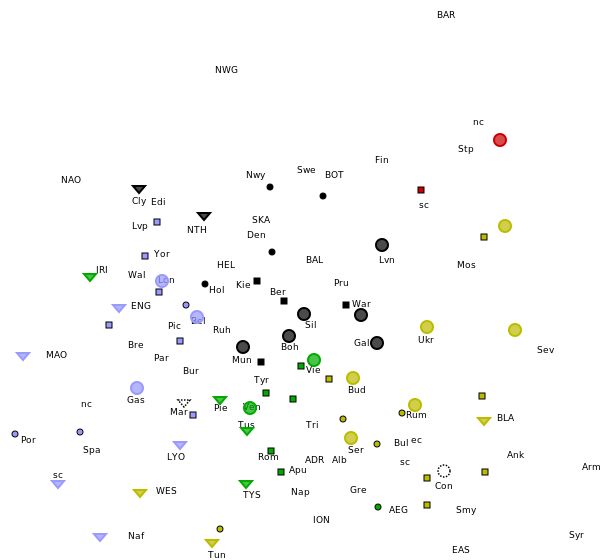 BAR
NWG
nc
Stp
Fin
Swe
BOT
Nwy
NAO
sc
Cly
Edi
SKA
Lvp
NTH
Den
Yor
BAL
HEL
Mos
IRI
Wal
Lon
Kie
Pru
Hol
Ber
Lvn
War
ENG
Bel
Sil
Pic
Ruh
Ukr
Bre
Boh
Gal
Sev
MAO
Par
Mun
Bur
Vie
Tyr
Bud
Gas
nc
Mar
Pie
Ven
Rum
BLA
Tus
Tri
Por
Spa
Ser
Bul
ec
LYO
Rom
ADR
Alb
sc
Ank
Arm
Apu
sc
WES
TYS
Nap
Gre
Con
AEG
Smy
ION
Naf
Syr
Tun
EAS